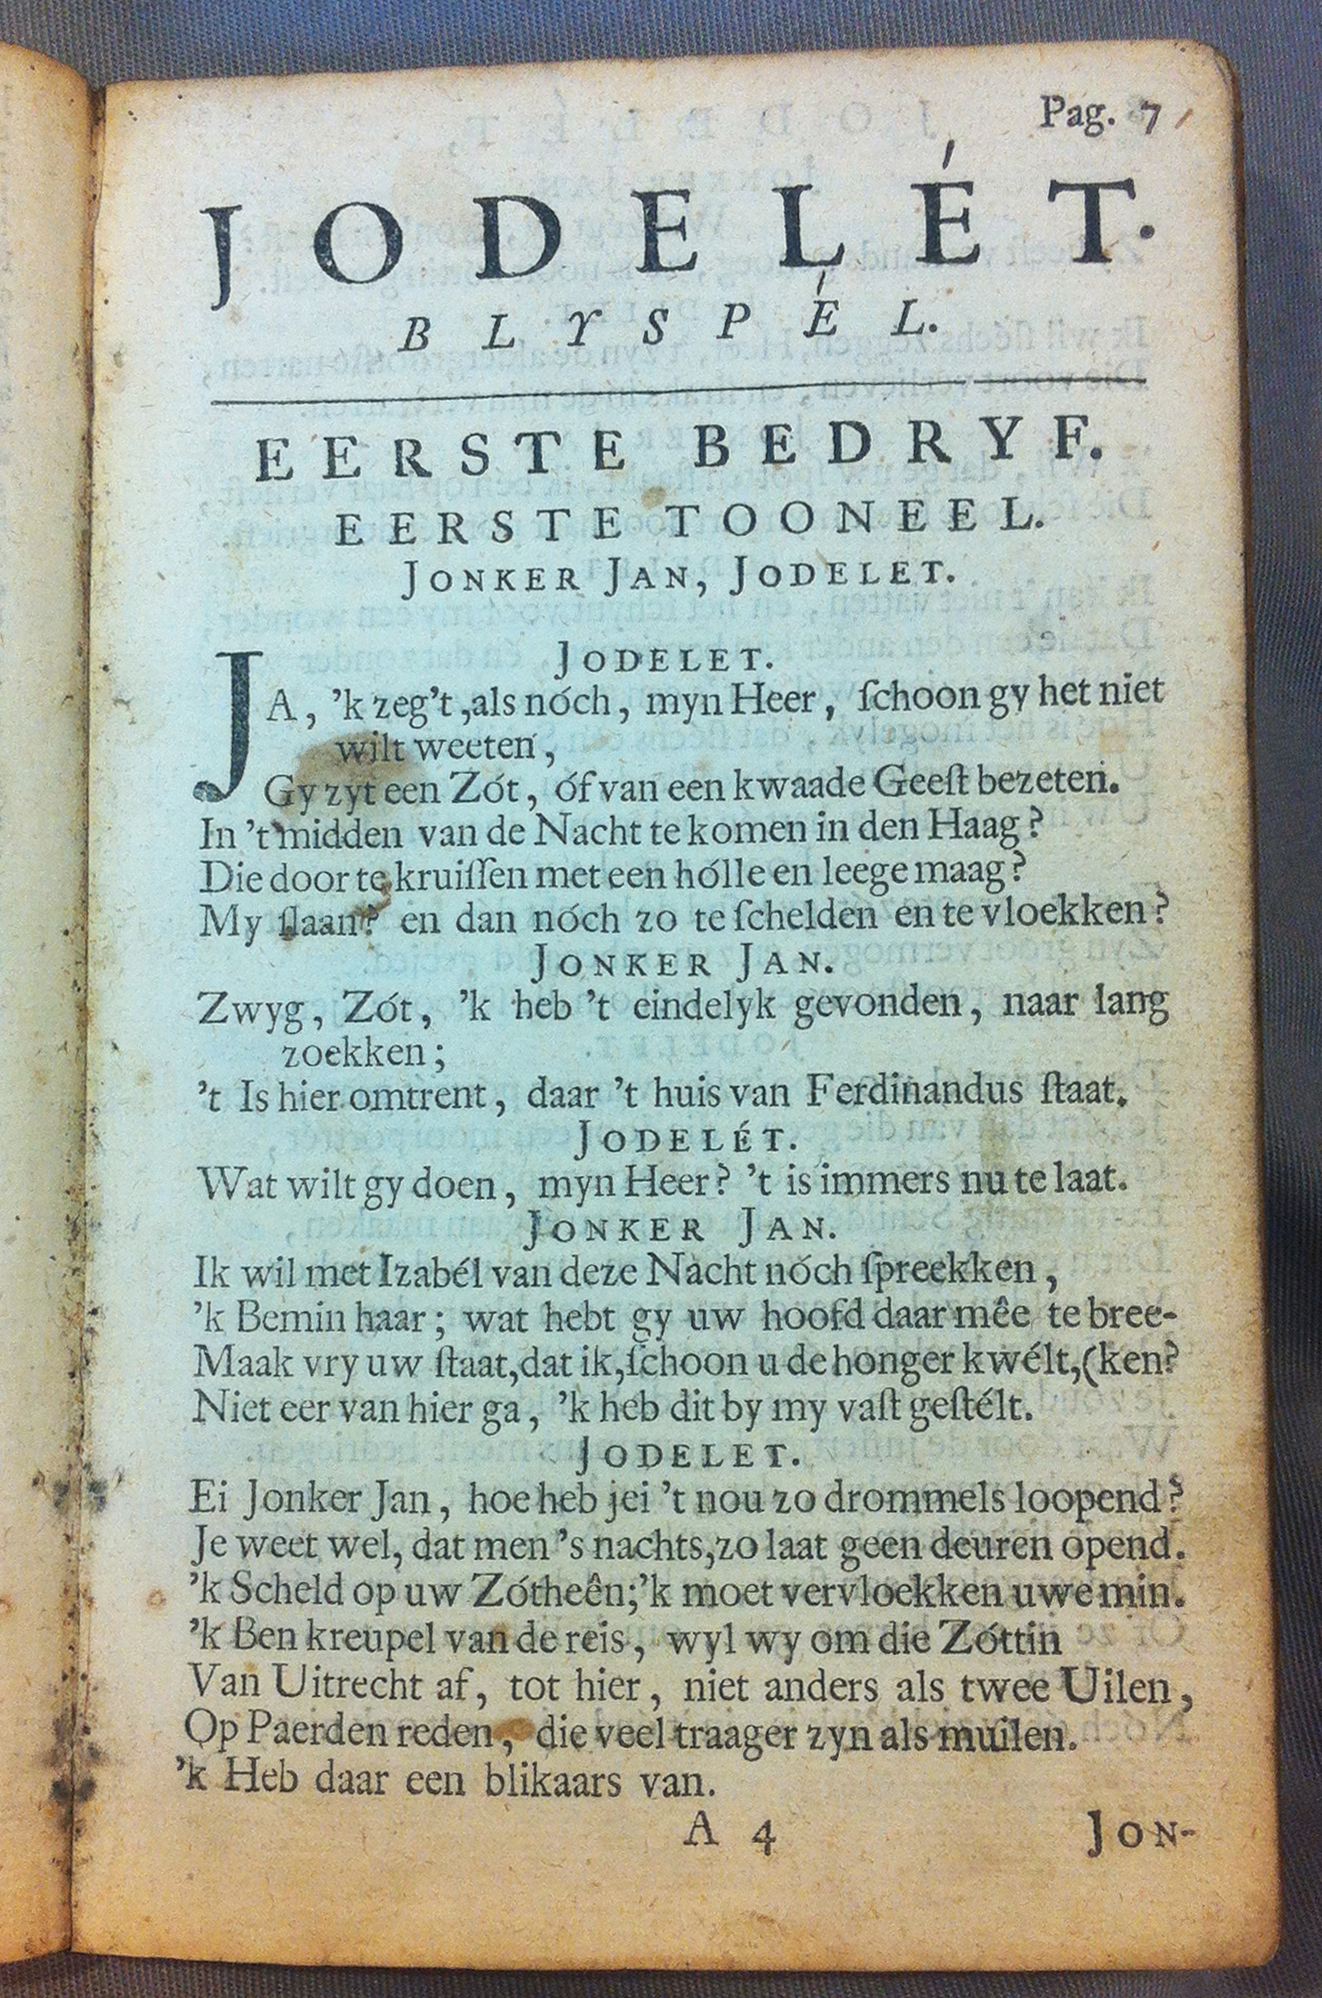 Pag. 7
JODELÉT.
BLYSPÉL.
EERSTE BEDRYF.
EERSTE TOONEEL.
JONKER JAN, JODELET.
JODELET.
JA, 'k zeg't, als nóch, myn Heer, ſchoon gy het niet
wilt weeten,
Gy zyt een Zót, óf van een kwaade Geeſt bezeten.
In 't midden van de Nacht te komen in den Haag?
Die door te kruiſſen met een hólle en leege maag?
My ſlaan? en dan nóch zo te ſchelden en te vloekken?
JONKER JAN.
Zwyg, Zót, 'k heb 't eindelyk gevonden, naar lang
zoekken;
't Is hier omtrent, daar 't huis van Ferdinandus ſtaat.
JODELÉT.
Wat wilt gy doen, myn Heer? 't is immers nu te laat.
JONKER JAN.
Ik wil met Izabél van deze Nacht nóch ſpreekken,
'k Bemin haar; wat hebt gy uw hoofd daar mêe te bree-
Maak vry uw ſtaat, dat ik, ſchoon u de honger kwélt, (ken?
Niet eer van hier ga, 'k heb dit by my vaſt geſtélt.
JODELET.
Ei Jonker Jan, hoe heb jei 't nou zo drommels loopend?
Je weet wel, dat men 's nachts, zo laat geen deuren opend.
'k Scheld op uw Zótheên; 'k moet vervloekken uwe min.
'k Ben kreupel van de reis, wyl wy om die Zóttin
Van Uitrecht af, tot hier, niet anders als twee Uilen,
Op Paerden reden, die veel traager zyn als muilen.
'k Heb daar een blikaars van.
A 4
JON-